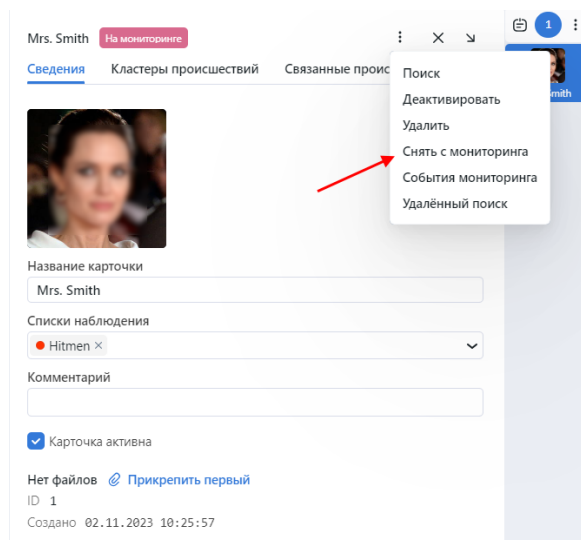 Mrs. Smith На мониторинге
1
Сведения Кластеры происшествий Связанные проис
Поиск
Деактивировать
Удалить
Снять с мониторинга
События мониторинга
Удалённый поиск
mith
Название карточки
Mrs. Smith
Списки наблюдения
Hitmen ×
Комментарий
Карточка активна
Нет файлов Прикрепить первый
ID 1
Создано 02.11.2023 10:25:57